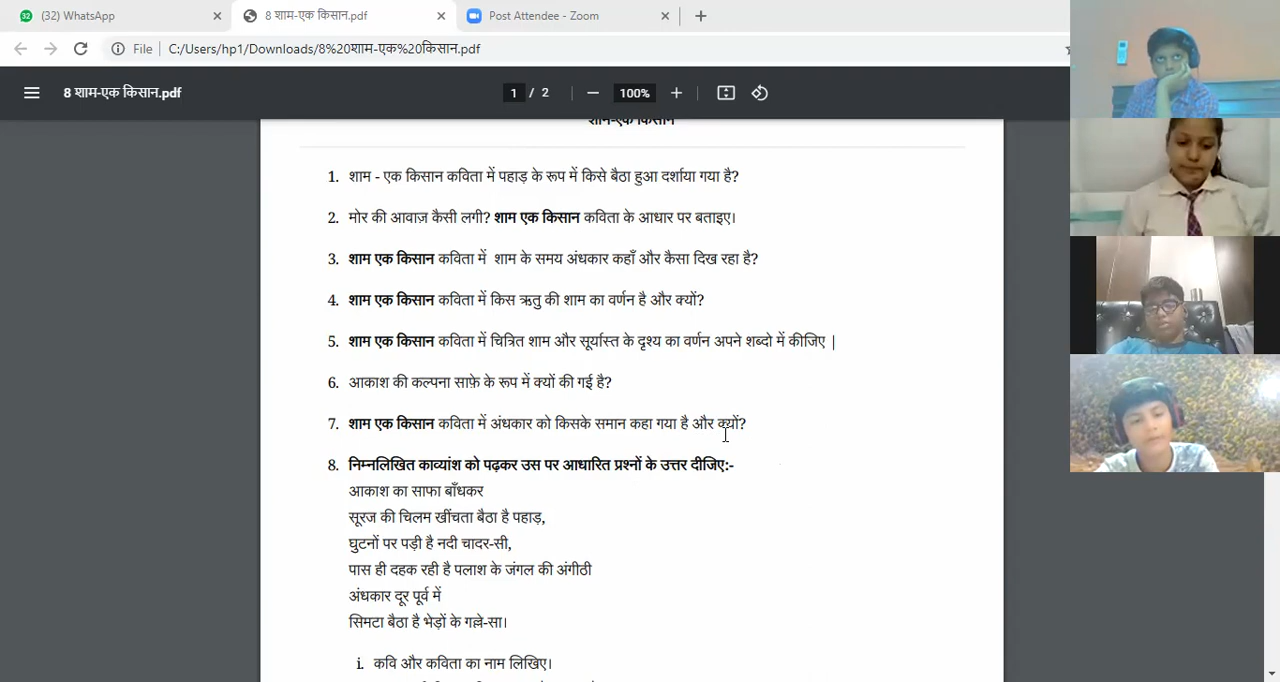 (32) WhatsApp
8 शाम-एक किसान.pdf
Post Attendee - Zoom
File
C:/Users/hp1/Downloads/8%20शाम-एक%20किसान.pdf
8 शाम-एक किसान.pdf
1 / 2
100%
शाम-एक किसान
1. शाम - एक किसान कविता में पहाड़ के रूप में किसे बैठा हुआ दर्शाया गया है?
2. मोर की आवाज़ कैसी लगी? शाम एक किसान कविता के आधार पर बताइए।
3. शाम एक किसान कविता में शाम के समय अंधकार कहाँ और कैसा दिख रहा है?
4. शाम एक किसान कविता में किस ऋतु की शाम का वर्णन है और क्यों?
5. शाम एक किसान कविता में चित्रित शाम और सूर्यास्त के दृश्य का वर्णन अपने शब्दो में कीजिए |
6. आकाश की कल्पना साफ़े के रूप में क्यों की गई है?
7. शाम एक किसान कविता में अंधकार को किसके समान कहा गया है और क्यों?
8. निम्नलिखित काव्यांश को पढ़कर उस पर आधारित प्रश्नों के उत्तर दीजिए:-
आकाश का साफा बाँधकर
सूरज की चिलम खींचता बैठा है पहाड़,
घुटनों पर पड़ी है नदी चादर-सी,
पास ही दहक रही है पलाश के जंगल की अंगीठी
अंधकार दूर पूर्व में
सिमटा बैठा है भेड़ों के गल्ले-सा।
i. कवि और कविता का नाम लिखिए।